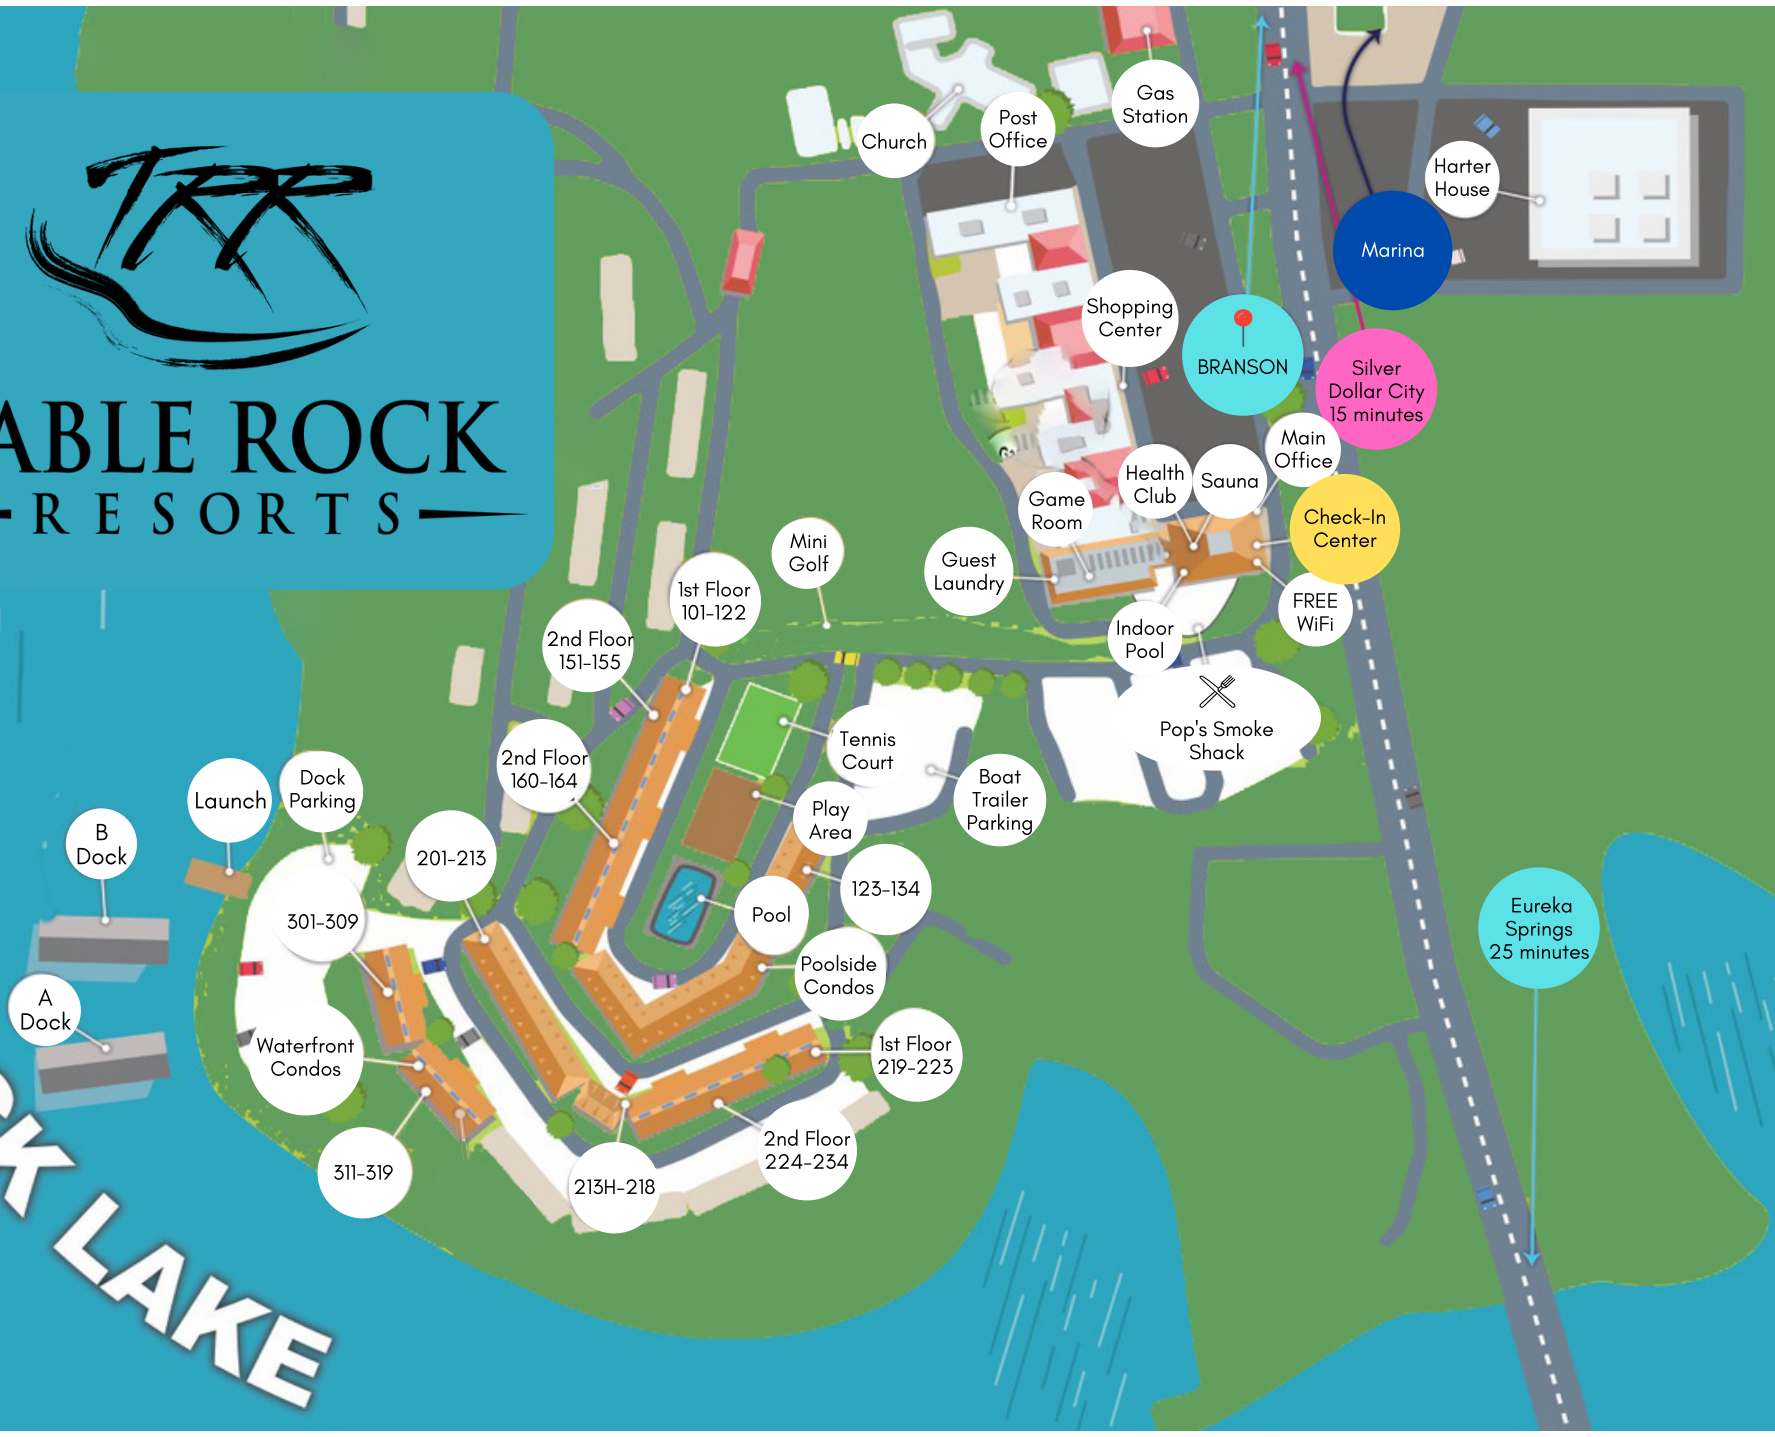 Gas
Station
Post
Office
Church
Harter
House
Marina
TRR
ABLE ROCK
RESORTS
Shopping
Center
BRANSON
Silver
Dollar City
15 minutes
Main
Office
Health
Club
Sauna
Game
Room
Check-In
Center
Guest
Laundry
Mini
Golf
FREE
WiFi
Indoor
Pool
1st Floor
101-122
2nd Floor
151-155
Pop's Smoke
Shack
Tennis
Court
2nd Floor
160-164
Boat
Trailer
Parking
Dock
Parking
Launch
Play
Area
B
Dock
201-213
123-134
301-309
Pool
Eureka
Springs
25 minutes
Poolside
Condos
A
Dock
Waterfront
Condos
1st Floor
219-223
2nd Floor
224-234
311-319
213H-218
CK LAKE